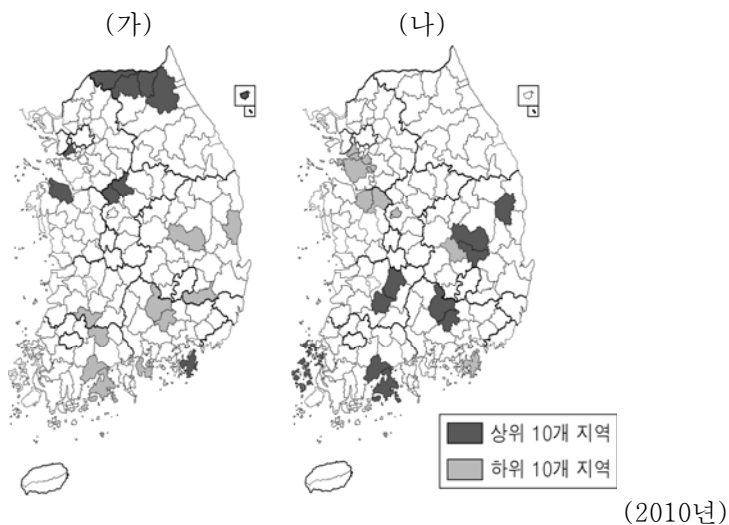 (가)
(나)
상위 10개 지역
하위 10개 지역
(2010년)